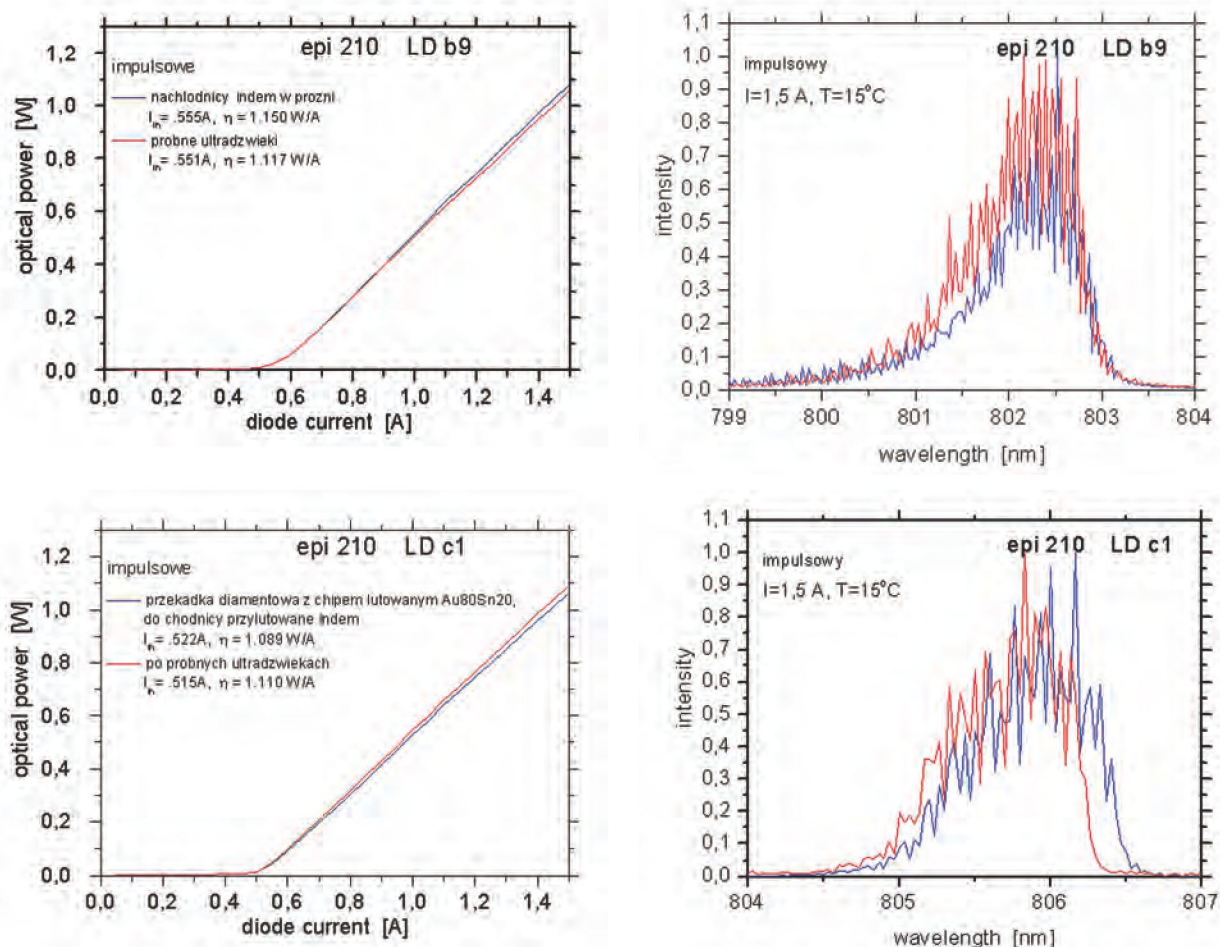 epi 210 LD b9
impulsowe
nachlodnicy indem w prozni
I_th = .555A, η = 1.150 W/A
probne ultradzwieki
I_th = .551A, η = 1.117 W/A
optical power [W]
1,2
1,0
0,8
0,6
0,4
0,2
0,0
0,0 0,2 0,4 0,6 0,8 1,0 1,2 1,4
diode current [A]
epi 210 LD b9
impulsowy
I=1,5 A, T=15°C
intensity
1,1
1,0
0,9
0,8
0,7
0,6
0,5
0,4
0,3
0,2
0,1
0,0
799 800 801 802 803 804
wavelength [nm]
epi 210 LD c1
impulsowe
przekadka diamentowa z chipem lutowanym Au80Sn20,
do chodnicy przylutowane indem
I_th = .522A, η = 1.089 W/A
po probnych ultradzwiekach
I_th = .515A, η = 1.110 W/A
optical power [W]
1,2
1,0
0,8
0,6
0,4
0,2
0,0
0,0 0,2 0,4 0,6 0,8 1,0 1,2 1,4
diode current [A]
epi 210 LD c1
impulsowy
I=1,5 A, T=15°C
intensity
1,1
1,0
0,9
0,8
0,7
0,6
0,5
0,4
0,3
0,2
0,1
0,0
804 805 806 807
wavelength [nm]